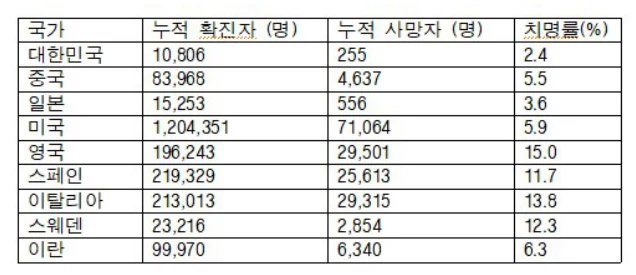 국가 누적 확진자 (명) 누적 사망자 (명) 치명률(%)
대한민국 10,806 255 2.4
중국 83,968 4,637 5.5
일본 15,253 556 3.6
미국 1,204,351 71,064 5.9
영국 196,243 29,501 15.0
스페인 219,329 25,613 11.7
이탈리아 213,013 29,315 13.8
스웨덴 23,216 2,854 12.3
이란 99,970 6,340 6.3